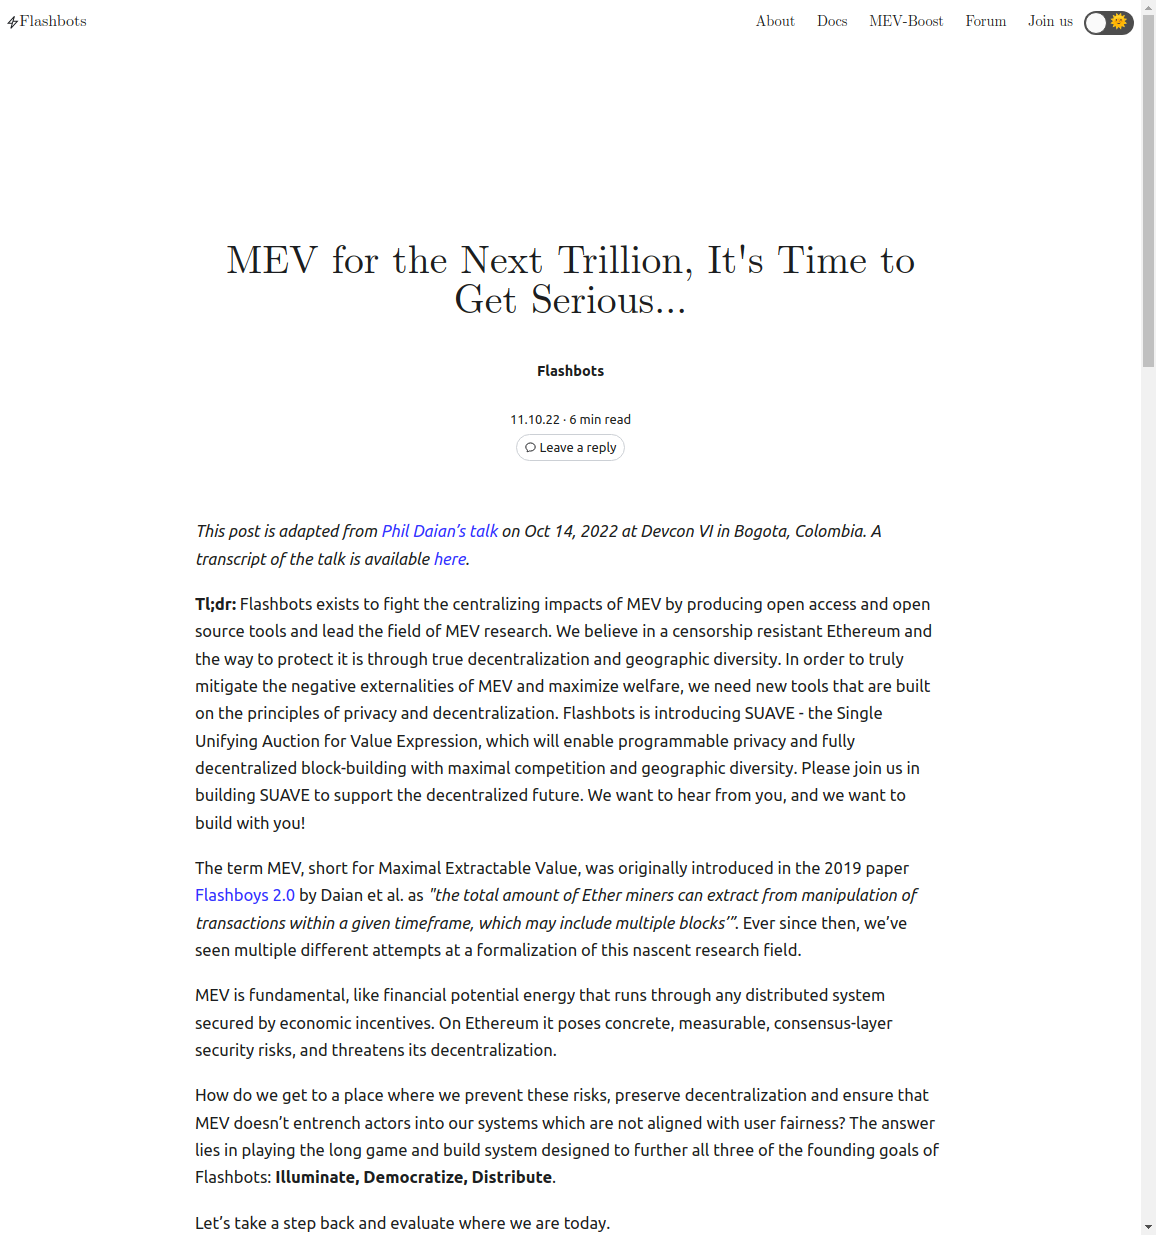 Flashbots
About Docs MEV-Boost Forum Join us
MEV for the Next Trillion, It's Time to
Get Serious...
Flashbots
11.10.22 · 6 min read
Leave a reply
This post is adapted from Phil Daian’s talk on Oct 14, 2022 at Devcon VI in Bogota, Colombia. A
transcript of the talk is available here.
Tl;dr: Flashbots exists to fight the centralizing impacts of MEV by producing open access and open
source tools and lead the field of MEV research. We believe in a censorship resistant Ethereum and
the way to protect it is through true decentralization and geographic diversity. In order to truly
mitigate the negative externalities of MEV and maximize welfare, we need new tools that are built
on the principles of privacy and decentralization. Flashbots is introducing SUAVE - the Single
Unifying Auction for Value Expression, which will enable programmable privacy and fully
decentralized block-building with maximal competition and geographic diversity. Please join us in
building SUAVE to support the decentralized future. We want to hear from you, and we want to
build with you!
The term MEV, short for Maximal Extractable Value, was originally introduced in the 2019 paper
Flashboys 2.0 by Daian et al. as "the total amount of Ether miners can extract from manipulation of
transactions within a given timeframe, which may include multiple blocks’”. Ever since then, we’ve
seen multiple different attempts at a formalization of this nascent research field.
MEV is fundamental, like financial potential energy that runs through any distributed system
secured by economic incentives. On Ethereum it poses concrete, measurable, consensus-layer
security risks, and threatens its decentralization.
How do we get to a place where we prevent these risks, preserve decentralization and ensure that
MEV doesn’t entrench actors into our systems which are not aligned with user fairness? The answer
lies in playing the long game and build system designed to further all three of the founding goals of
Flashbots: Illuminate, Democratize, Distribute.
Let’s take a step back and evaluate where we are today.